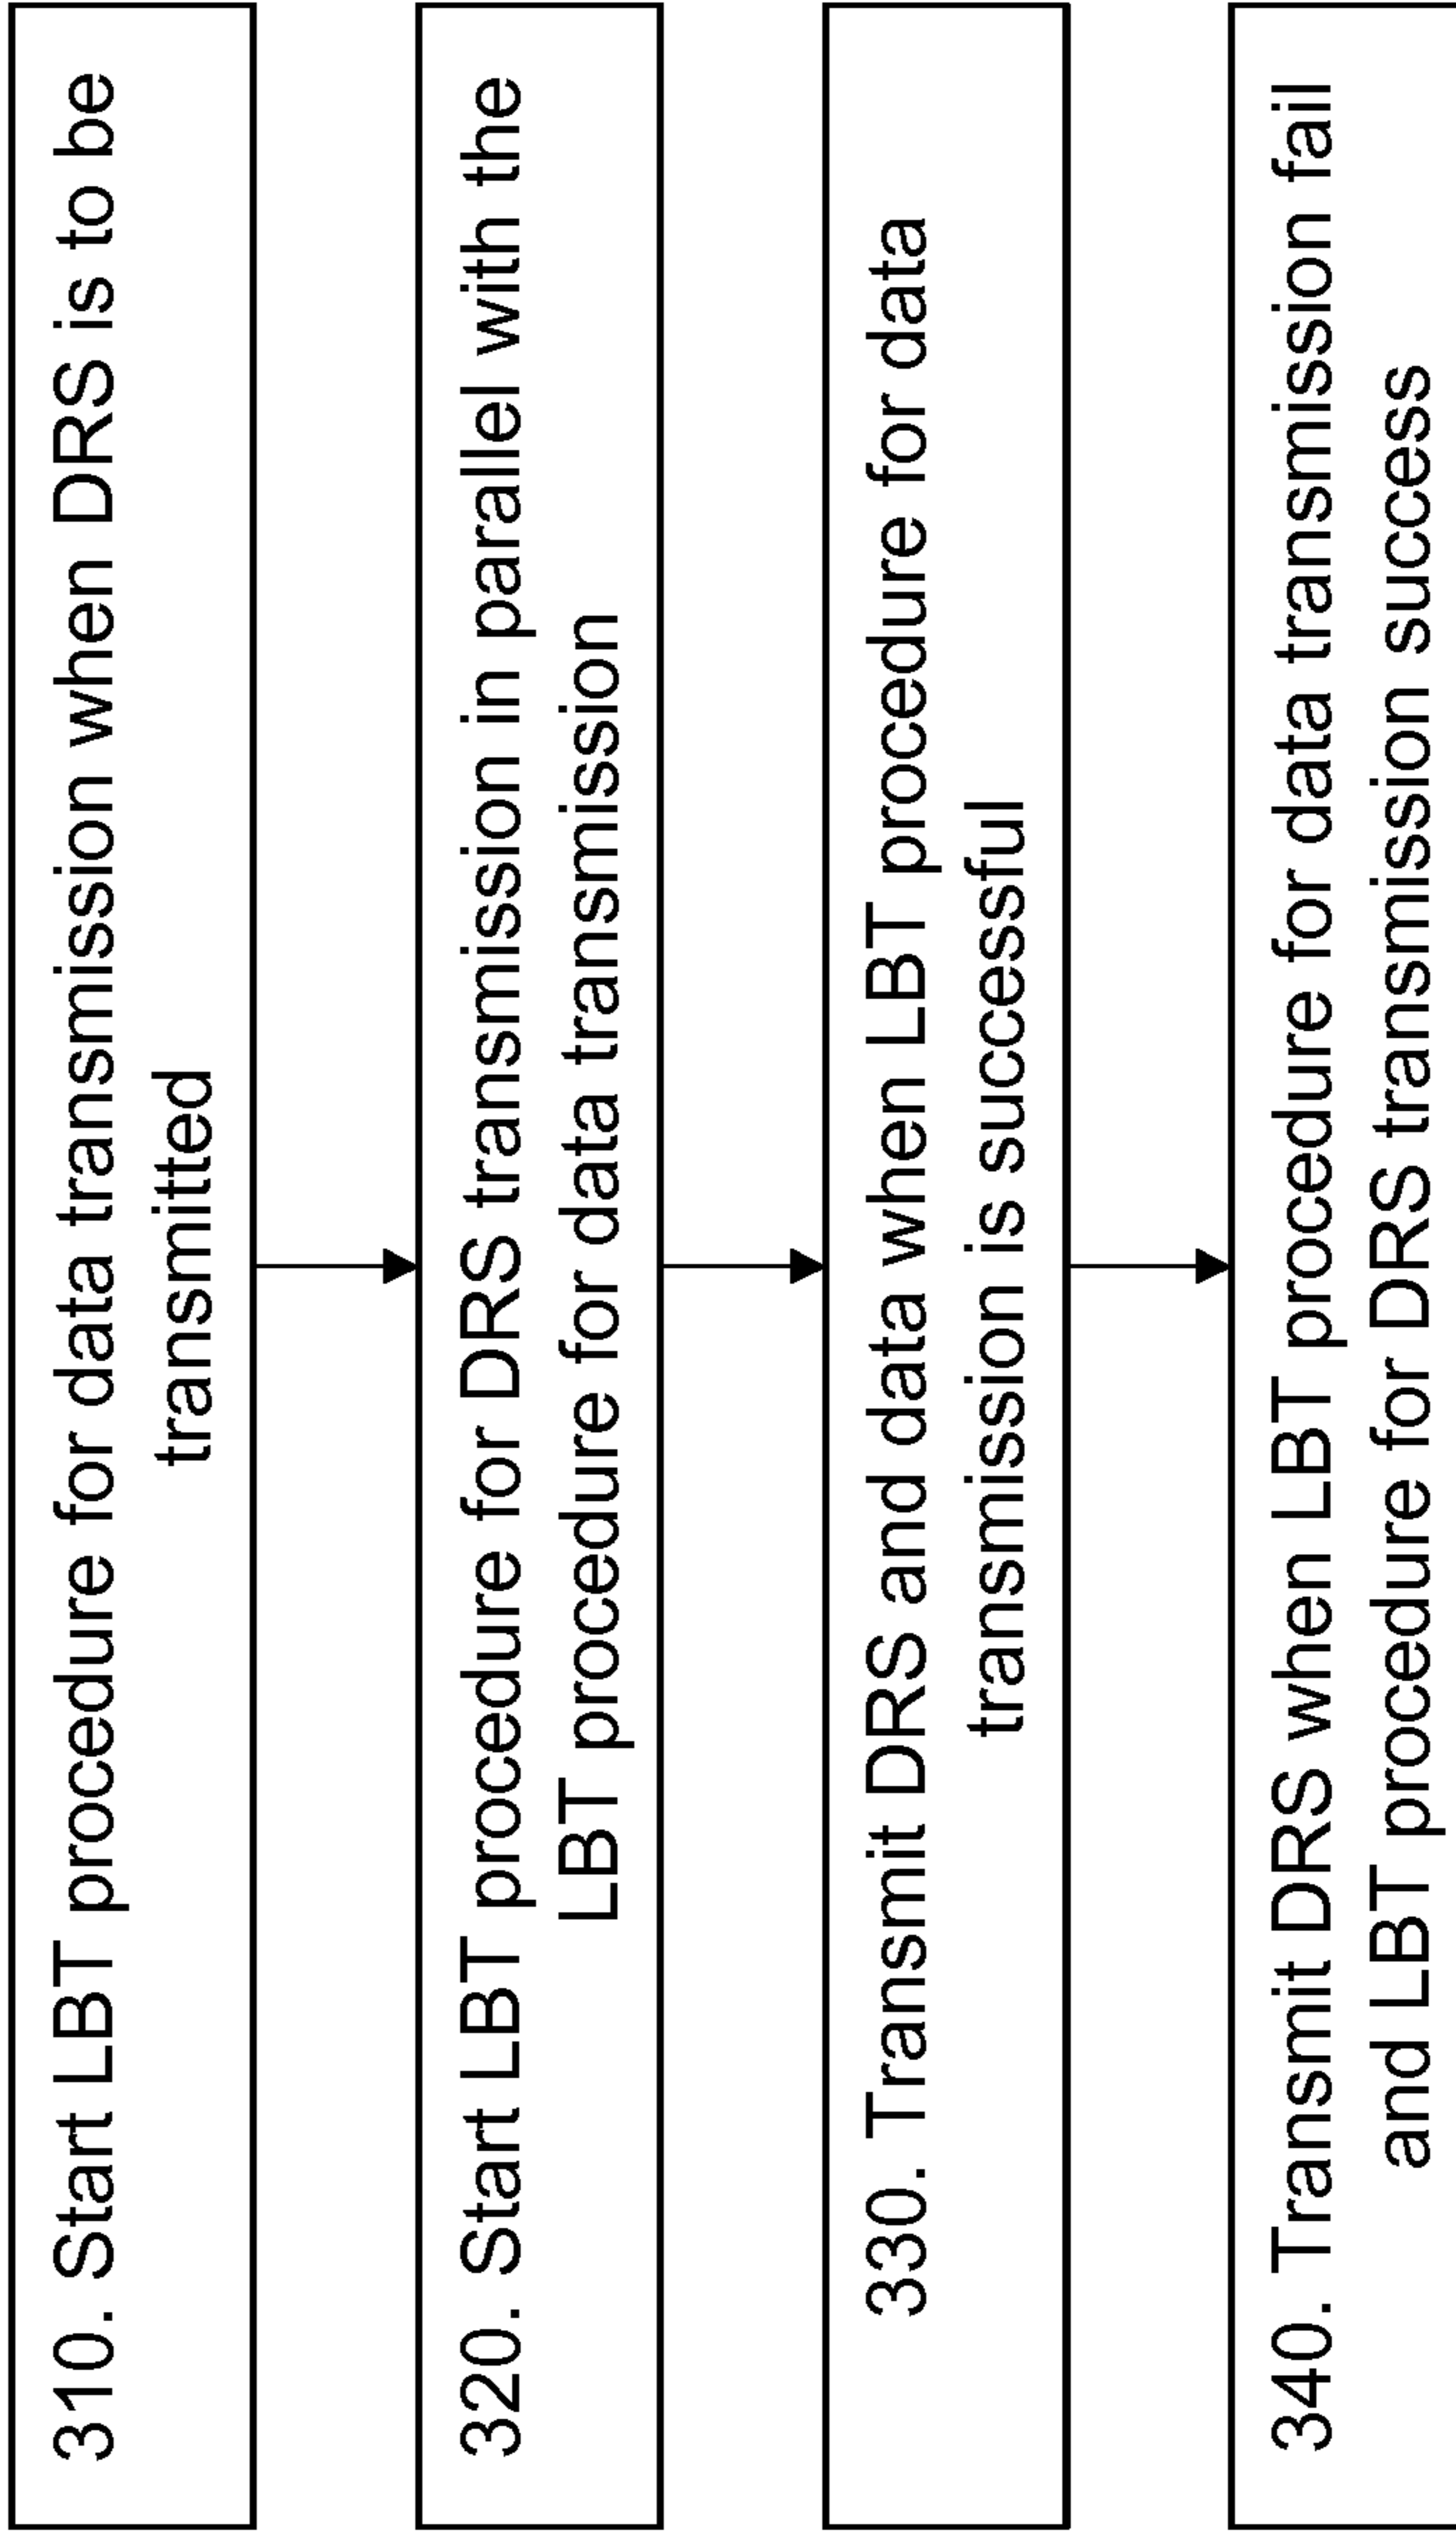 310. Start LBT procedure for data transmission when DRS is to be
transmitted
320. Start LBT procedure for DRS transmission in parallel with the
LBT procedure for data transmission
330. Transmit DRS and data when LBT procedure for data
transmission is successful
340. Transmit DRS when LBT procedure for data transmission fail
and LBT procedure for DRS transmission success